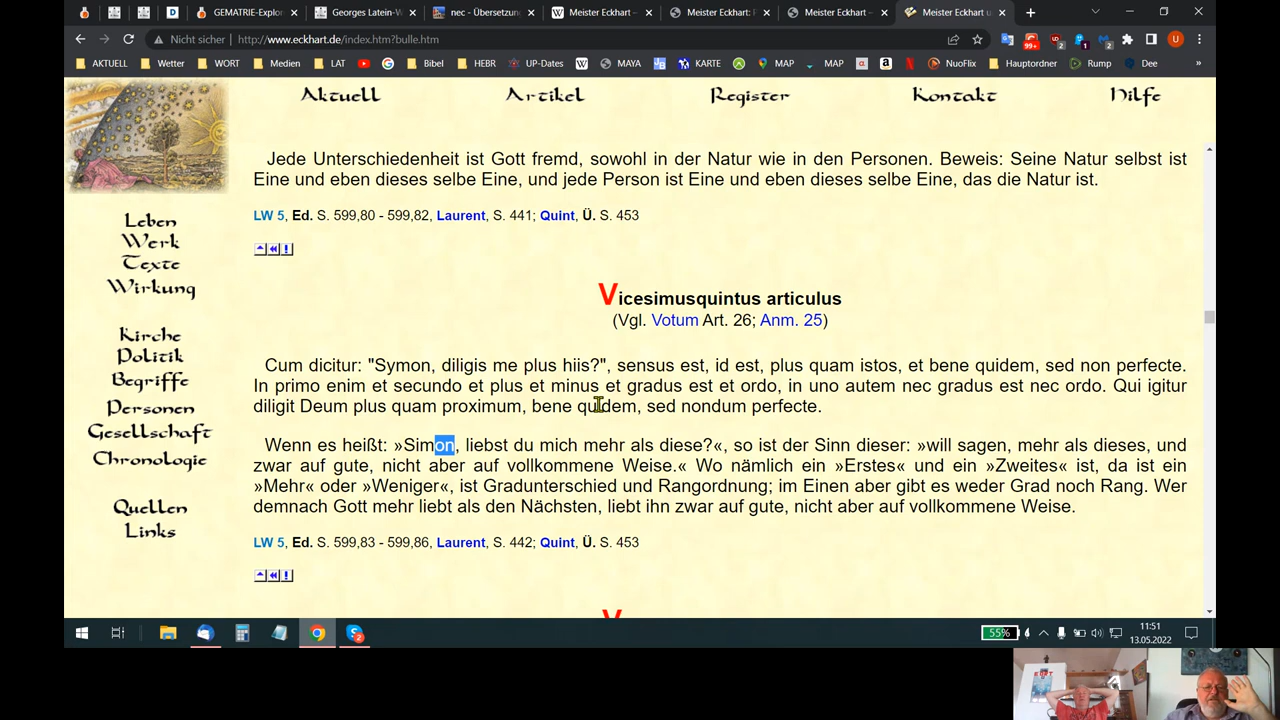 GEMATRIE-Explor
Georges Latein-W
nec - Übersetzun
Meister Eckhart –
Meister Eckhart: F
Meister Eckhart –
Meister Eckhart u
Nicht sicher | http://www.eckhart.de/index.htm?bulle.htm
AKTUELL Wetter WORT Medien LAT Bibel HEBR UP-Dates MAYA KARTE MAP MAP NuoFlix Hauptordner Rump Dee »
Aktuell Artikel Register Kontakt Hilfe
Jede Unterschiedenheit ist Gott fremd, sowohl in der Natur wie in den Personen. Beweis: Seine Natur selbst ist
Eine und eben dieses selbe Eine, und jede Person ist Eine und eben dieses selbe Eine, das die Natur ist.
LW 5, Ed. S. 599,80 - 599,82, Laurent, S. 441; Quint, Ü. S. 453
Leben
Werk
Texte
Wirkung
Kirche
Politik
Begriffe
Personen
Gesellschaft
Chronologie
Quellen
Links
Vicesimusquintus articulus
(Vgl. Votum Art. 26; Anm. 25)
Cum dicitur: "Symon, diligis me plus hiis?", sensus est, id est, plus quam istos, et bene quidem, sed non perfecte.
In primo enim et secundo et plus et minus et gradus est et ordo, in uno autem nec gradus est nec ordo. Qui igitur
diligit Deum plus quam proximum, bene quidem, sed nondum perfecte.
Wenn es heißt: »Simon, liebst du mich mehr als diese?«, so ist der Sinn dieser: »will sagen, mehr als dieses, und
zwar auf gute, nicht aber auf vollkommene Weise.« Wo nämlich ein »Erstes« und ein »Zweites« ist, da ist ein
»Mehr« oder »Weniger«, ist Gradunterschied und Rangordnung; im Einen aber gibt es weder Grad noch Rang. Wer
demnach Gott mehr liebt als den Nächsten, liebt ihn zwar auf gute, nicht aber auf vollkommene Weise.
LW 5, Ed. S. 599,83 - 599,86, Laurent, S. 442; Quint, Ü. S. 453
V
55%
11:51
13.05.2022